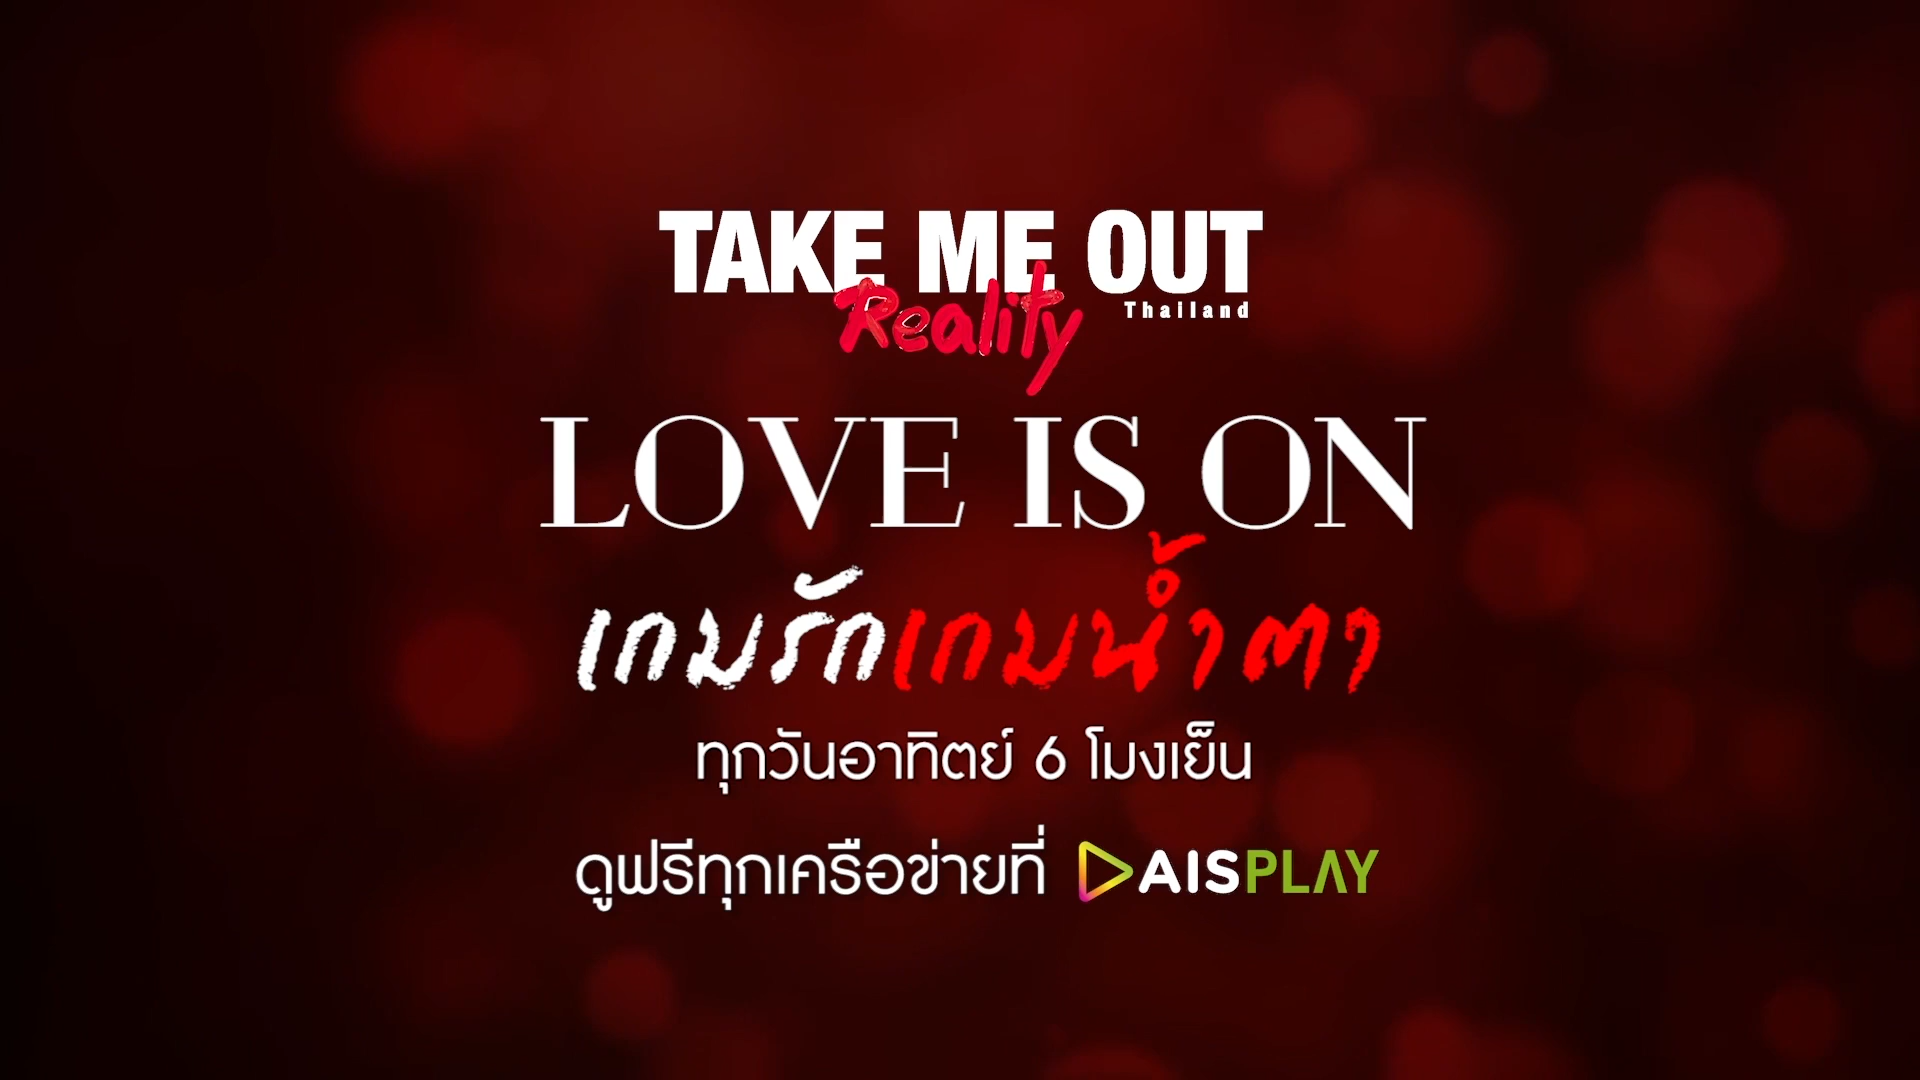 TAKE ME OUT
Thailand
Reality
LOVE IS ON
เกมรักเกมน้ำตา
ทุกวันอาทิตย์ 6 โมงเย็น
ดูฟรีทุกเครือข่ายที่ AISPLAY